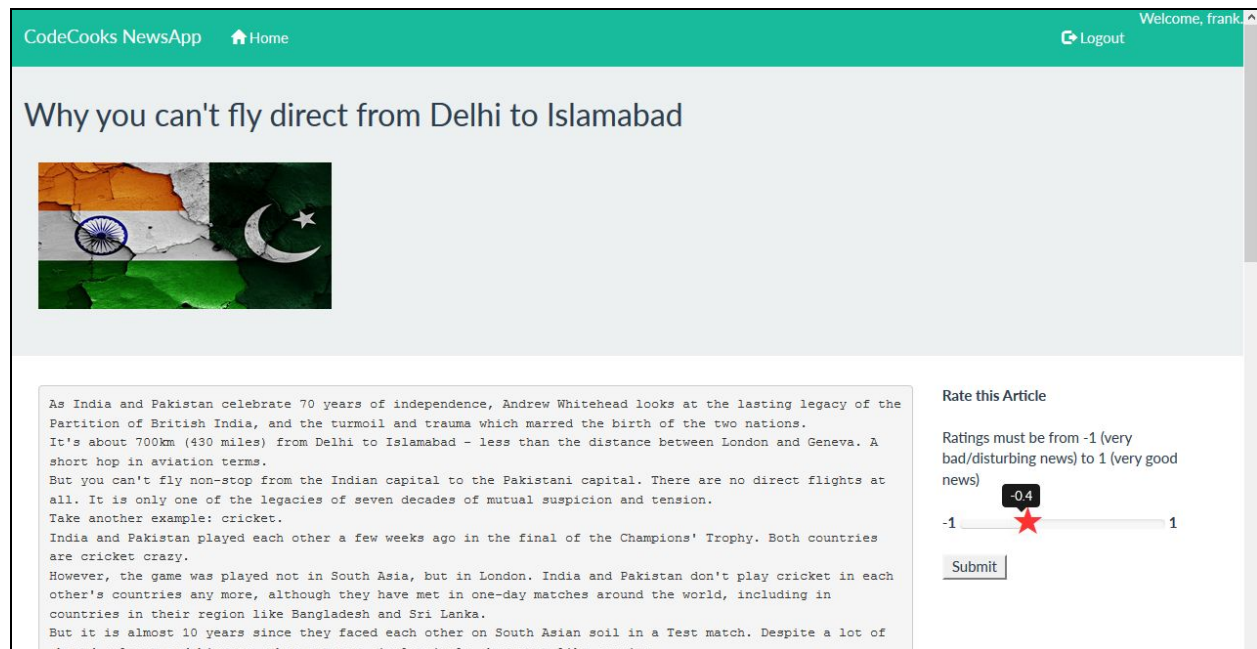 Welcome, frank.
CodeCooks NewsApp Home Logout
Why you can't fly direct from Delhi to Islamabad
As India and Pakistan celebrate 70 years of independence, Andrew Whitehead looks at the lasting legacy of the
Partition of British India, and the turmoil and trauma which marred the birth of the two nations.
It's about 700km (430 miles) from Delhi to Islamabad - less than the distance between London and Geneva. A
short hop in aviation terms.
But you can't fly non-stop from the Indian capital to the Pakistani capital. There are no direct flights at
all. It is only one of the legacies of seven decades of mutual suspicion and tension.
Take another example: cricket.
India and Pakistan played each other a few weeks ago in the final of the Champions' Trophy. Both countries
are cricket crazy.
However, the game was played not in South Asia, but in London. India and Pakistan don't play cricket in each
other's countries any more, although they have met in one-day matches around the world, including in
countries in their region like Bangladesh and Sri Lanka.
But it is almost 10 years since they faced each other on South Asian soil in a Test match. Despite a lot of
Rate this Article
Ratings must be from -1 (very
bad/disturbing news) to 1 (very good
news)
-0.4
-1 1
Submit